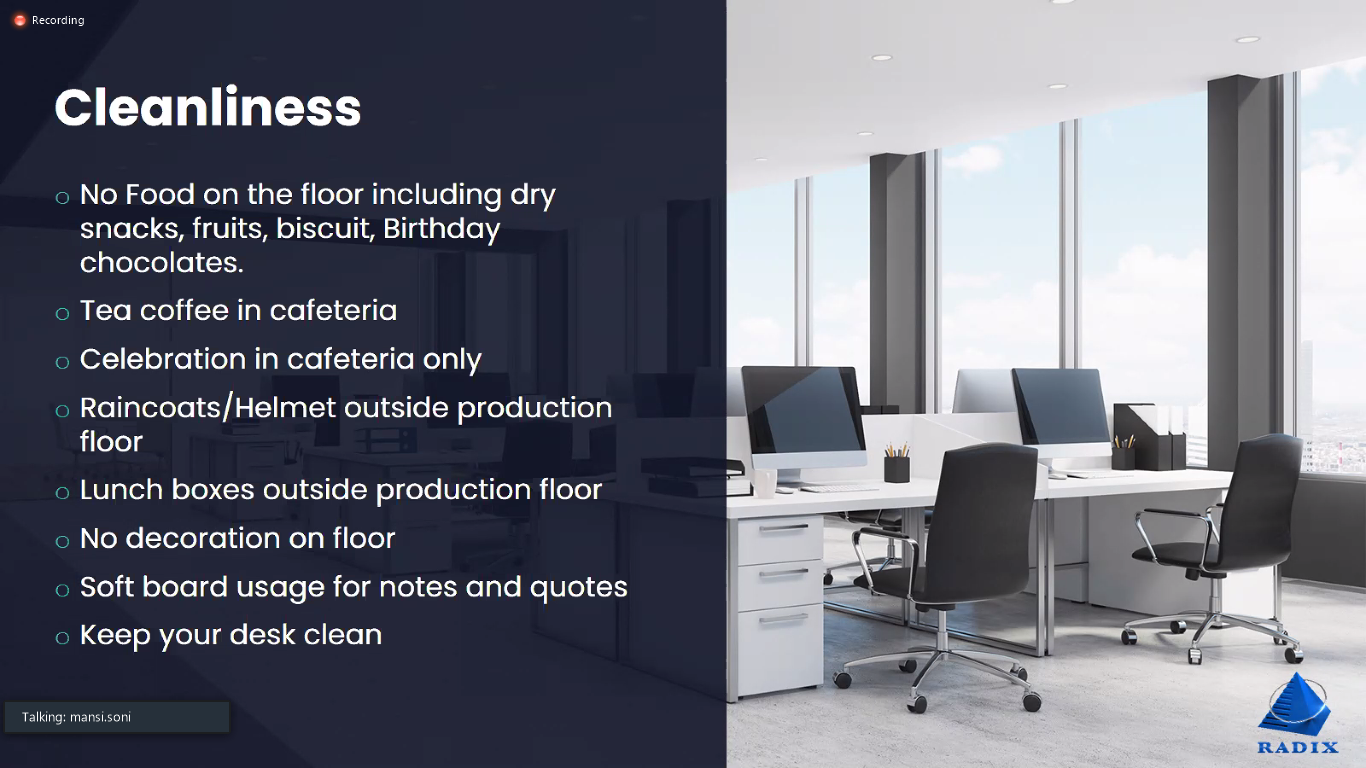 Recording
Cleanliness
No Food on the floor including dry
snacks, fruits, biscuit, Birthday
chocolates.
Tea coffee in cafeteria
Celebration in cafeteria only
Raincoats/Helmet outside production
floor
Lunch boxes outside production floor
No decoration on floor
Soft board usage for notes and quotes
Keep your desk clean
Talking: mansi.soni
RADIX